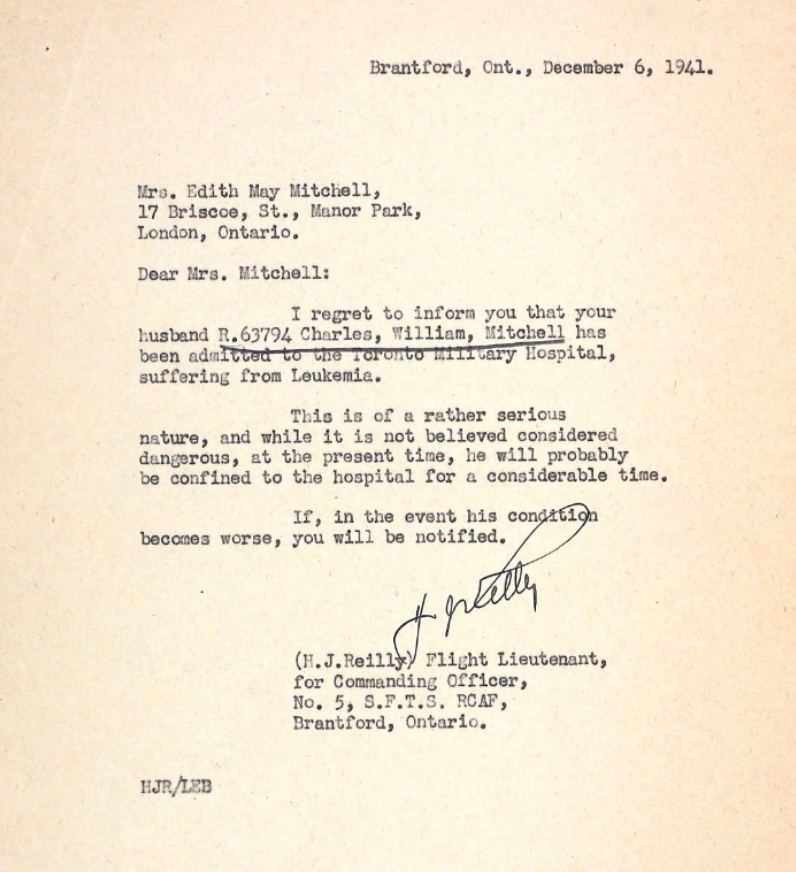 Brantford, Ont., December 6, 1941.
Mrs. Edith May Mitchell,
17 Briscoe, St., Manor Park,
London, Ontario.
Dear Mrs. Mitchell:
I regret to inform you that your
husband R.63794 Charles, William, Mitchell has
been admitted to the Toronto Military Hospital,
suffering from Leukemia.
This is of a rather serious
nature, and while it is not believed considered
dangerous, at the present time, he will probably
be confined to the hospital for a considerable time.
If, in the event his condition
becomes worse, you will be notified.
H J Reilly
(H.J.Reilly) Flight Lieutenant,
for Commanding Officer,
No. 5, S.F.T.S. RCAF,
Brantford, Ontario.
HJR/LEB